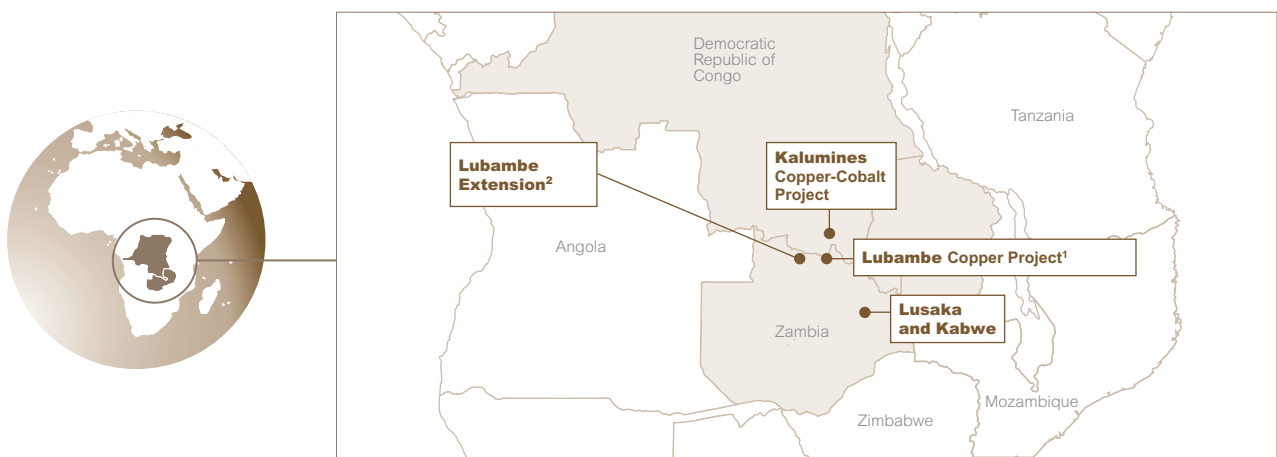 Democratic
Republic of
Congo
Tanzania
Lubambe
Extension²
Kalumines
Copper-Cobalt
Project
Angola
Lubambe Copper Project¹
Lusaka
and Kabwe
Zambia
Mozambique
Zimbabwe